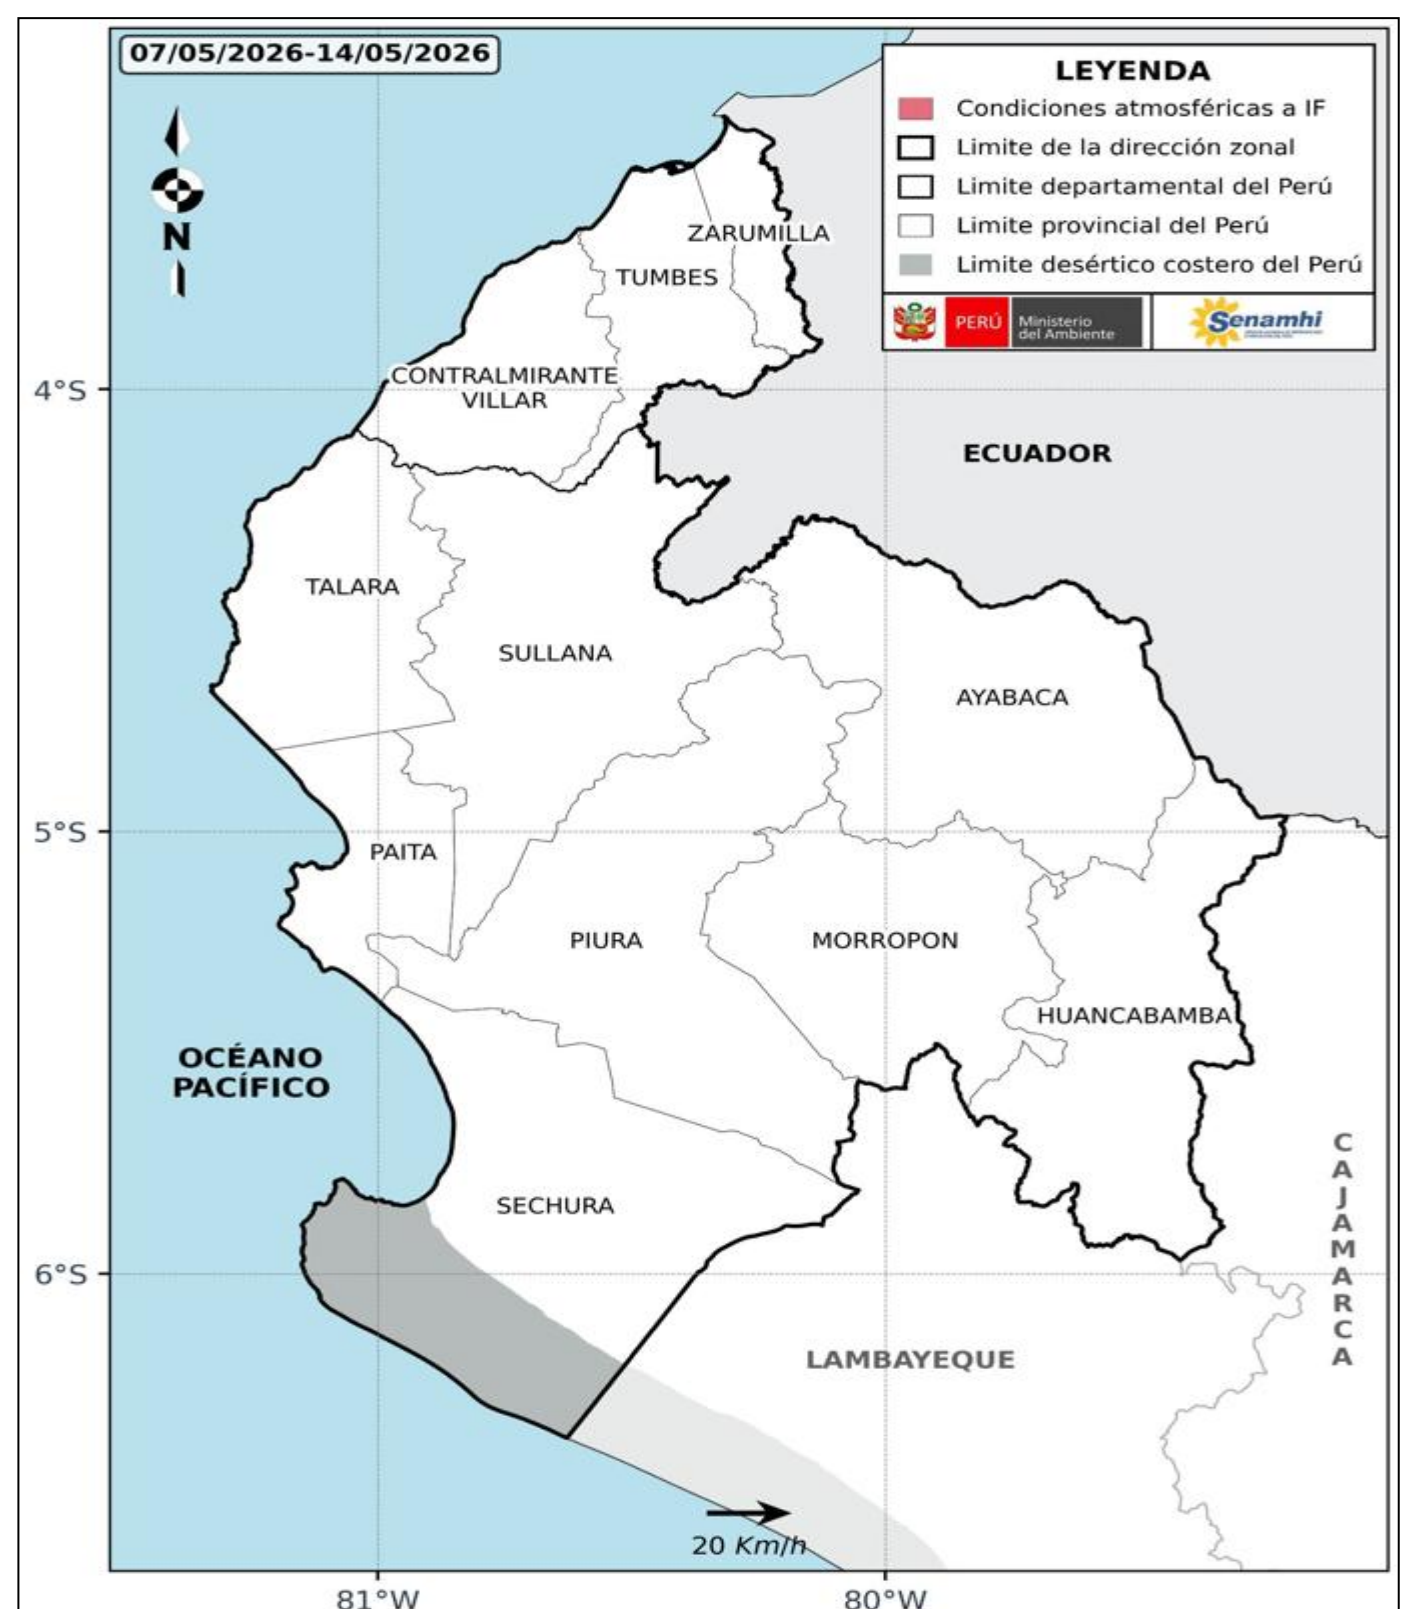 07/05/2026-14/05/2026
LEYENDA
Condiciones atmosféricas a IF
Limite de la dirección zonal
Limite departamental del Perú
Limite provincial del Perú
Limite desértico costero del Perú
PERÚ
Ministerio
del Ambiente
Senamhi
N
ZARUMILLA
TUMBES
CONTRALMIRANTE
VILLAR
4°S
ECUADOR
TALARA
SULLANA
AYABACA
5°S
PAITA
PIURA
MORROPON
HUANCABAMBA
OCÉANO
PACÍFICO
CAJAMARCA
SECHURA
6°S
LAMBAYEQUE
20 Km/h
81°W
80°W